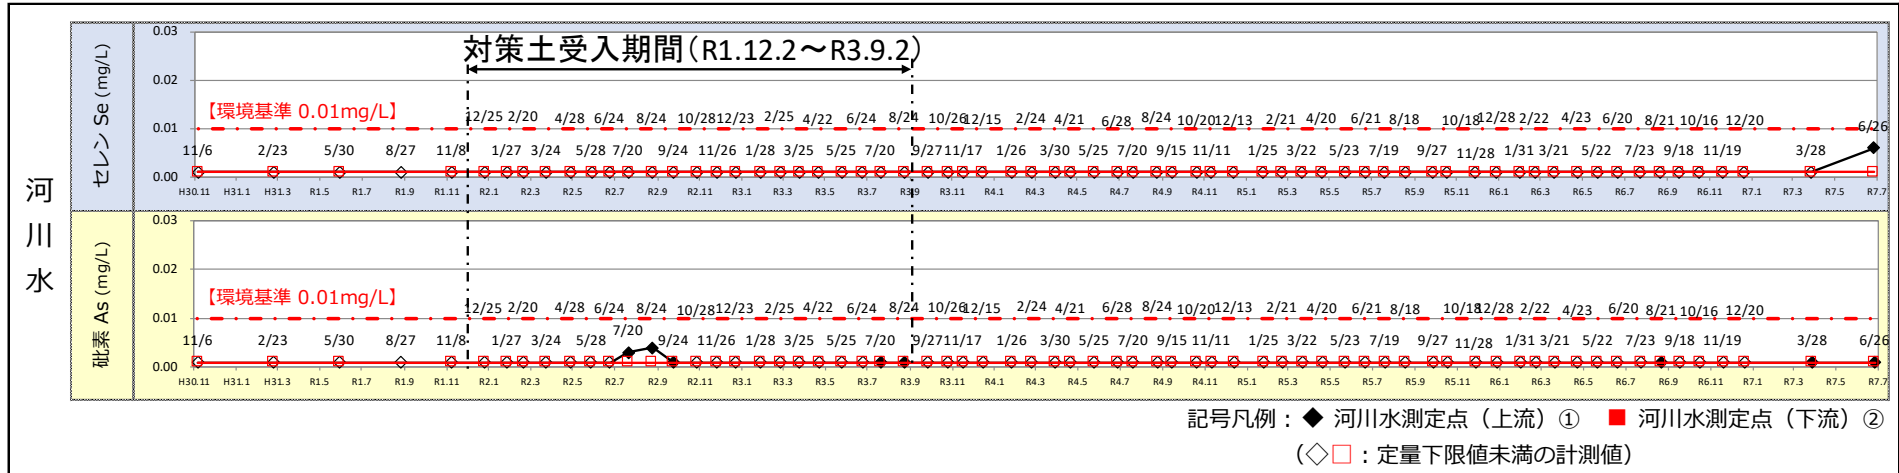 河川水
セレン Se (mg/L)
0.03
0.02
0.01
0.00
対策土受入期間(R1.12.2～R3.9.2)
【環境基準 0.01mg/L】
12/25 2/20 4/28 6/24 8/24 10/28 12/23 2/25 4/22 6/24 8/24 10/26 12/15 2/24 4/21 6/28 8/24 10/20 12/13 2/21 4/20 6/21 8/18 10/18 12/28 2/22 4/23 6/20 8/21 10/16 12/20 6/26
11/6 2/23 5/30 8/27 11/8 1/27 3/24 5/28 7/20 9/24 11/26 1/28 3/25 5/25 7/20 9/27 11/17 1/26 3/30 5/25 7/20 9/15 11/11 1/25 3/22 5/23 7/19 9/27 11/28 1/31 3/21 5/22 7/23 9/18 11/19 3/28
H30.11 H31.1 H31.3 R1.5 R1.7 R1.9 R1.11 R2.1 R2.3 R2.5 R2.7 R2.9 R2.11 R3.1 R3.3 R3.5 R3.7 R3.9 R3.11 R4.1 R4.3 R4.5 R4.7 R4.9 R4.11 R5.1 R5.3 R5.5 R5.7 R5.9 R5.11 R6.1 R6.3 R6.5 R6.7 R6.9 R6.11 R7.1 R7.3 R7.5 R7.7
砒素 As (mg/L)
0.03
0.02
0.01
0.00
【環境基準 0.01mg/L】
12/25 2/20 4/28 6/24 8/24 10/28 12/23 2/25 4/22 6/24 8/24 10/26 12/15 2/24 4/21 6/28 8/24 10/20 12/13 2/21 4/20 6/21 8/18 10/18 12/28 2/22 4/23 6/20 8/21 10/16 12/20
11/6 2/23 5/30 8/27 11/8 1/27 3/24 5/28 7/20 9/24 11/26 1/28 3/25 5/25 7/20 9/27 11/17 1/26 3/30 5/25 7/20 9/15 11/11 1/25 3/22 5/23 7/19 9/27 11/28 1/31 3/21 5/22 7/23 9/18 11/19 3/28 6/26
H30.11 H31.1 H31.3 R1.5 R1.7 R1.9 R1.11 R2.1 R2.3 R2.5 R2.7 R2.9 R2.11 R3.1 R3.3 R3.5 R3.7 R3.9 R3.11 R4.1 R4.3 R4.5 R4.7 R4.9 R4.11 R5.1 R5.3 R5.5 R5.7 R5.9 R5.11 R6.1 R6.3 R6.5 R6.7 R6.9 R6.11 R7.1 R7.3 R7.5 R7.7
記号凡例：◆ 河川水測定点（上流）① ■ 河川水測定点（下流）②
（◇□：定量下限値未満の計測値）